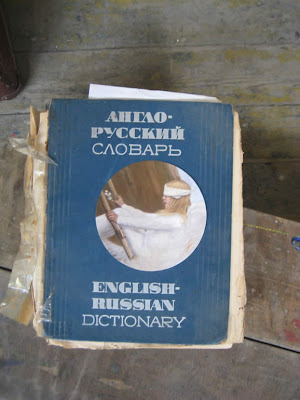 АНГЛО-
РУССКИЙ
СЛОВАРЬ
ENGLISH-
RUSSIAN
DICTIONARY